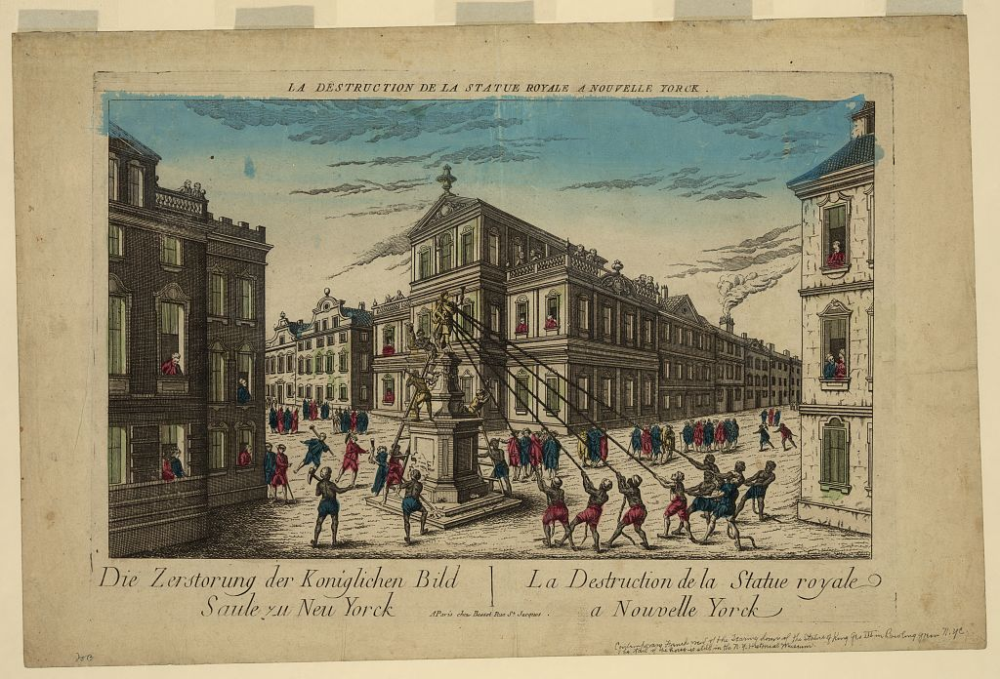 LA DESTRUCTION DE LA STATUE ROYALE A NOUVELLE YORCK .
Die Zerstorung der Koniglichen Bild
Saule zu Neu Yorck
A Paris chez Basset Rue St. Jacques .
La Destruction de la Statue royale
a Nouvelle Yorck
Contemporary French view of the tearing down of the Statue of King Geo III in Bowling green N.Y.C
The tail of the horse is still in the N.Y. Historical Museum